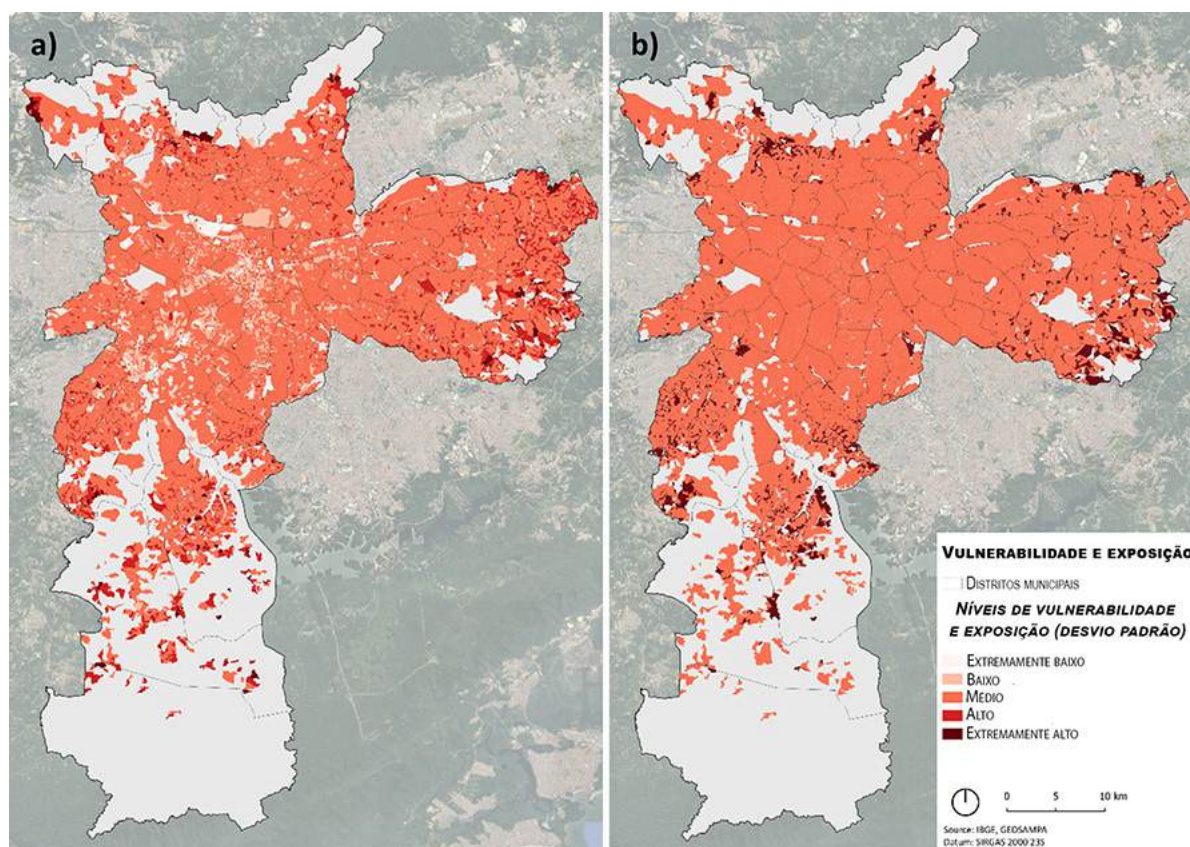 a)
b)
VULNERABILIDADE E EXPOSIÇÃO
DISTRITOS MUNICIPAIS
NÍVEIS DE VULNERABILIDADE
E EXPOSIÇÃO (DESVIO PADRÃO)
EXTREMAMENTE BAIXO
BAIXO
MÉDIO
ALTO
EXTREMAMENTE ALTO
0 5 10 km
Source: IBGE, GEOSAMPA
Datum: SIRGAS 2000 23S